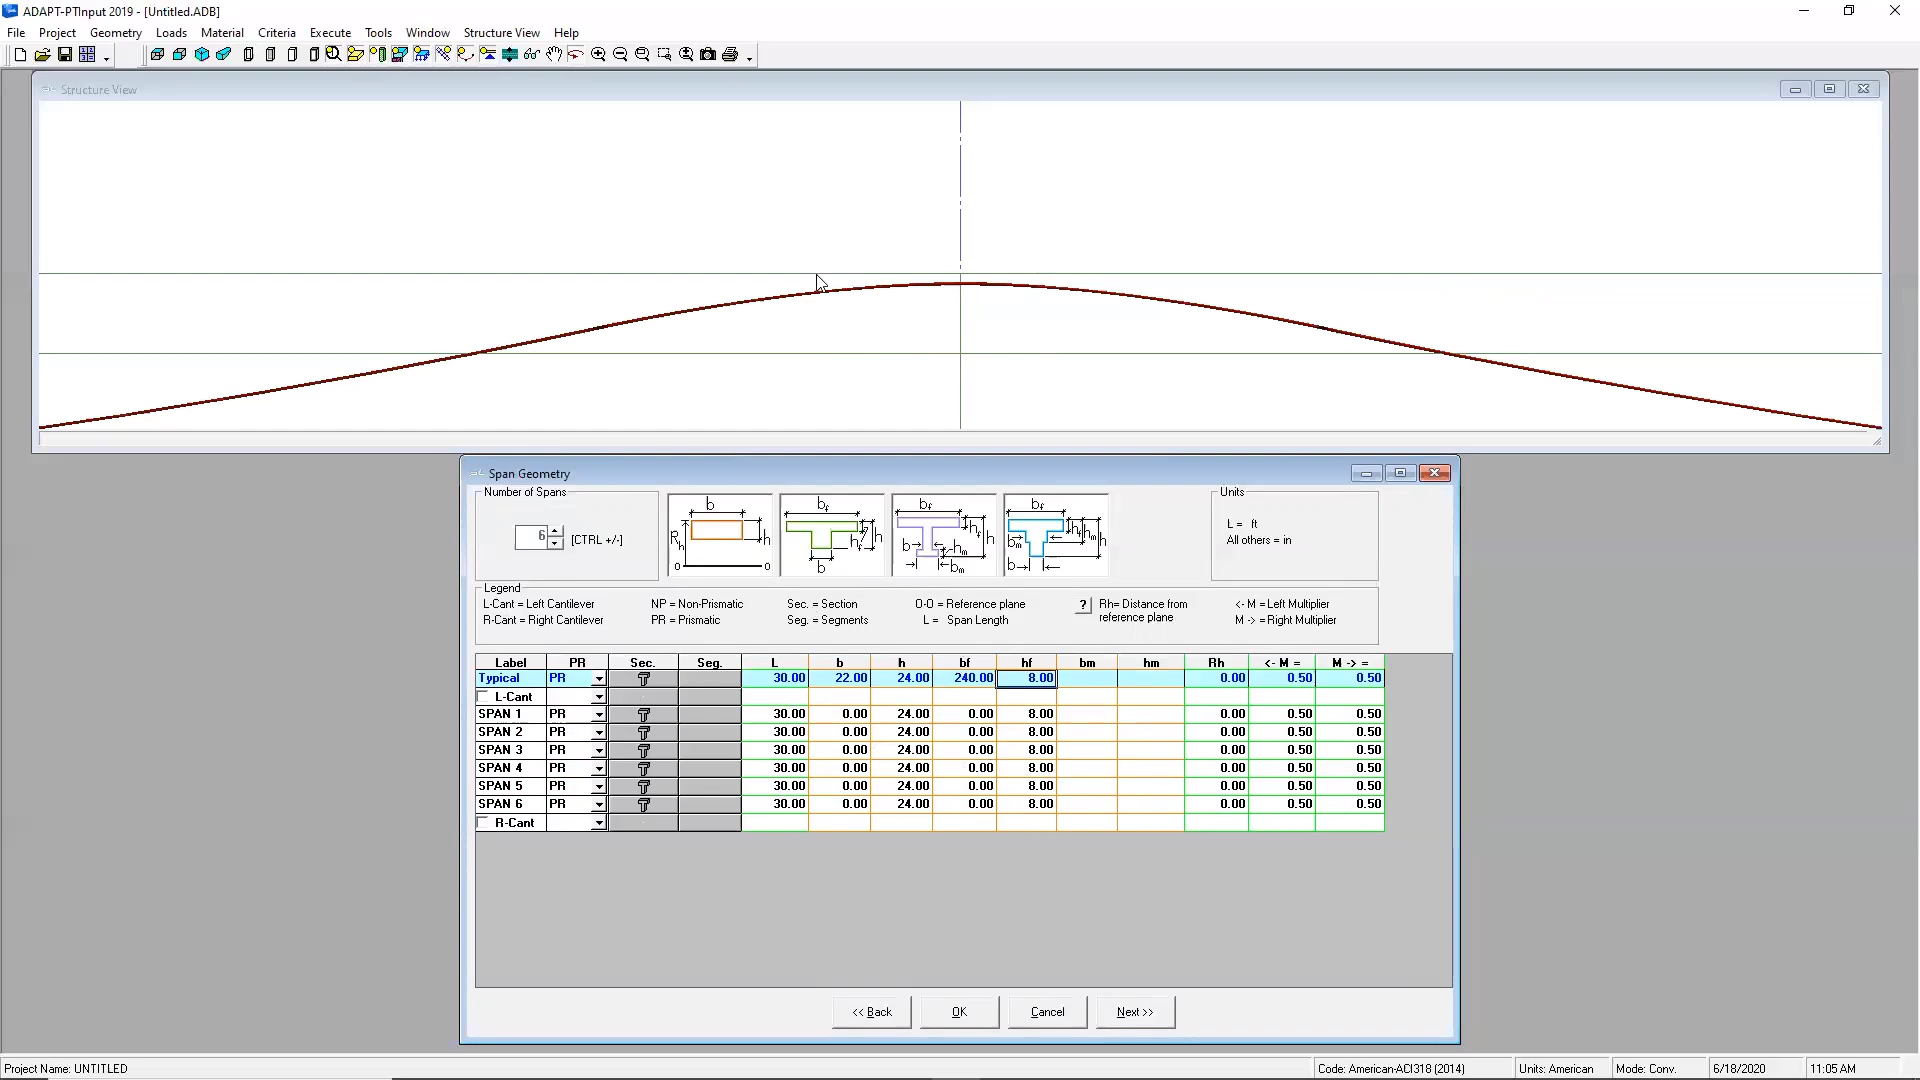 ADAPT-PTInput 2019 - [Untitled.ADB]
File Project Geometry Loads Material Criteria Execute Tools Window Structure View Help
Structure View
Span Geometry
Number of Spans
6 [CTRL +/-]
b
Rh h
0 0
bf
hf h
b
bf
hf h
b hm
bm
bf
bm hf hm h
b
Units
L = ft
All others = in
Legend
L-Cant = Left Cantilever NP = Non-Prismatic Sec. = Section O-O = Reference plane ? Rh= Distance from reference plane <- M = Left Multiplier
R-Cant = Right Cantilever PR = Prismatic Seg. = Segments L = Span Length M -> = Right Multiplier
Label PR Sec. Seg. L b h bf hf bm hm Rh <- M = M -> =
Typical PR 30.00 22.00 24.00 240.00 8.00 0.00 0.50 0.50
L-Cant
SPAN 1 PR 30.00 0.00 24.00 0.00 8.00 0.00 0.50 0.50
SPAN 2 PR 30.00 0.00 24.00 0.00 8.00 0.00 0.50 0.50
SPAN 3 PR 30.00 0.00 24.00 0.00 8.00 0.00 0.50 0.50
SPAN 4 PR 30.00 0.00 24.00 0.00 8.00 0.00 0.50 0.50
SPAN 5 PR 30.00 0.00 24.00 0.00 8.00 0.00 0.50 0.50
SPAN 6 PR 30.00 0.00 24.00 0.00 8.00 0.00 0.50 0.50
R-Cant
<< Back OK Cancel Next >>
Project Name: UNTITLED Code: American-ACI318 (2014) Units: American Mode: Conv. 6/18/2020 11:05 AM